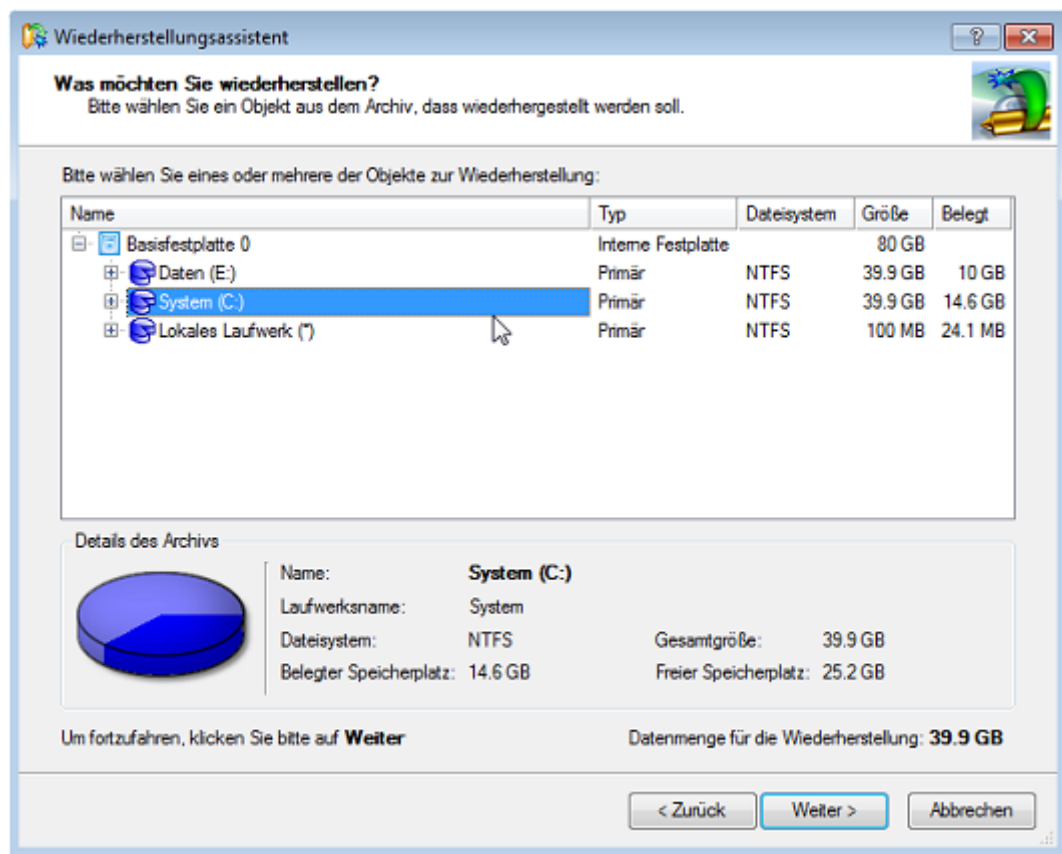 Wiederherstellungsassistent
Was möchten Sie wiederherstellen?
Bitte wählen Sie ein Objekt aus dem Archiv, dass wiederhergestellt werden soll.
Bitte wählen Sie eines oder mehrere der Objekte zur Wiederherstellung:
Name Typ Dateisystem Größe Belegt
Basisfestplatte 0 Interne Festplatte 80 GB
Daten (E:) Primär NTFS 39.9 GB 10 GB
System (C:) Primär NTFS 39.9 GB 14.6 GB
Lokales Laufwerk (*) Primär NTFS 100 MB 24.1 MB
Details des Archivs
Name: System (C:)
Laufwerksname: System
Dateisystem: NTFS Gesamtgröße: 39.9 GB
Belegter Speicherplatz: 14.6 GB Freier Speicherplatz: 25.2 GB
Um fortzufahren, klicken Sie bitte auf Weiter Datenmenge für die Wiederherstellung: 39.9 GB
< Zurück Weiter > Abbrechen